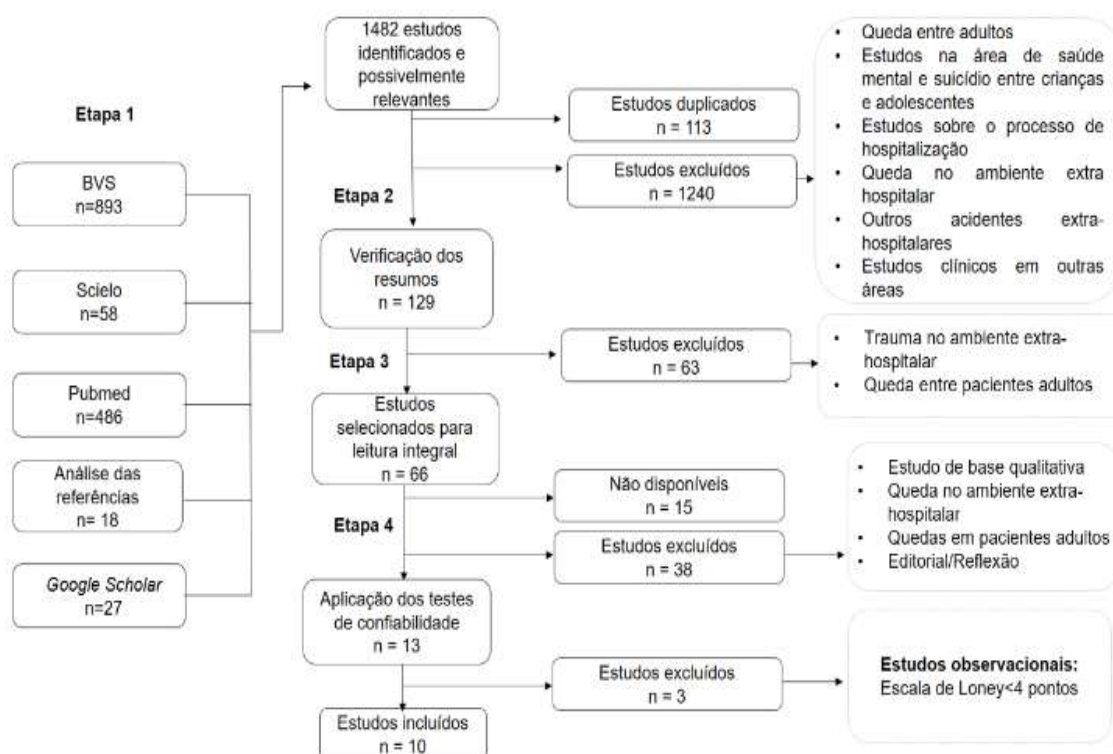 Etapa 1
BVS
n=893
Scielo
n=58
Pubmed
n=486
Análise das
referências
n= 18
Google Scholar
n=27
1482 estudos
identificados e
possivelmente
relevantes
Estudos duplicados
n = 113
Estudos excluídos
n = 1240
• Queda entre adultos
• Estudos na área de saúde
mental e suicídio entre crianças
e adolescentes
• Estudos sobre o processo de
hospitalização
• Queda no ambiente extra
hospitalar
• Outros acidentes extra-
hospitalares
• Estudos clínicos em outras
áreas
Etapa 2
Verificação dos
resumos
n = 129
Estudos excluídos
n = 63
• Trauma no ambiente extra-
hospitalar
• Queda entre pacientes adultos
Etapa 3
Estudos
selecionados para
leitura integral
n = 66
Não disponíveis
n = 15
Estudos excluídos
n = 38
• Estudo de base qualitativa
• Queda no ambiente extra-
hospitalar
• Quedas em pacientes adultos
• Editorial/Reflexão
Etapa 4
Aplicação dos testes
de confiabilidade
n = 13
Estudos excluídos
n = 3
Estudos observacionais:
Escala de Loney<4 pontos
Estudos incluídos
n = 10